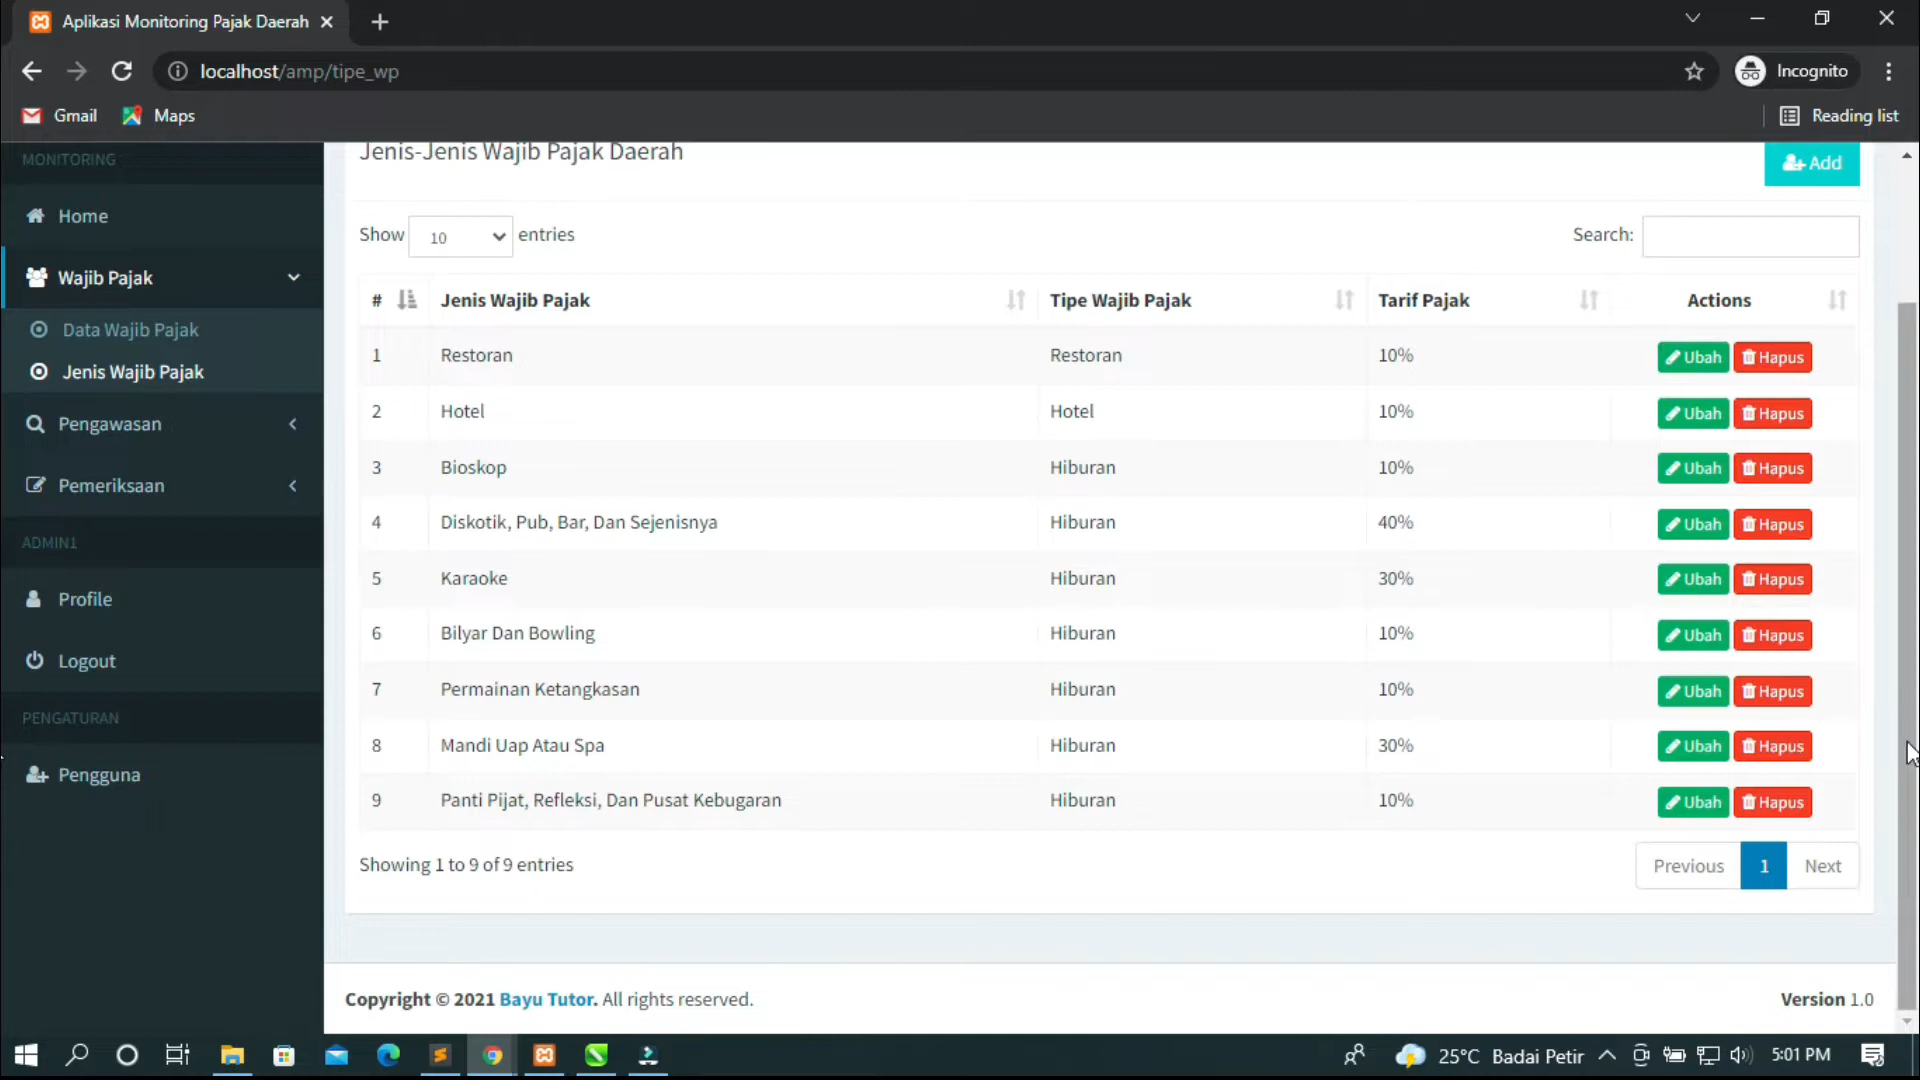 Aplikasi Monitoring Pajak Daerah
localhost/amp/tipe_wp
Incognito
Gmail
Maps
Reading list
MONITORING
Home
Wajib Pajak
Data Wajib Pajak
Jenis Wajib Pajak
Pengawasan
Pemeriksaan
ADMIN1
Profile
Logout
PENGATURAN
Pengguna
Jenis-Jenis Wajib Pajak Daerah
Add
Show 10 entries
Search:
# Jenis Wajib Pajak Tipe Wajib Pajak Tarif Pajak Actions
1 Restoran Restoran 10% Ubah Hapus
2 Hotel Hotel 10% Ubah Hapus
3 Bioskop Hiburan 10% Ubah Hapus
4 Diskotik, Pub, Bar, Dan Sejenisnya Hiburan 40% Ubah Hapus
5 Karaoke Hiburan 30% Ubah Hapus
6 Bilyar Dan Bowling Hiburan 10% Ubah Hapus
7 Permainan Ketangkasan Hiburan 10% Ubah Hapus
8 Mandi Uap Atau Spa Hiburan 30% Ubah Hapus
9 Panti Pijat, Refleksi, Dan Pusat Kebugaran Hiburan 10% Ubah Hapus
Showing 1 to 9 of 9 entries
Previous 1 Next
Copyright © 2021 Bayu Tutor. All rights reserved.
Version 1.0
25°C Badai Petir
5:01 PM